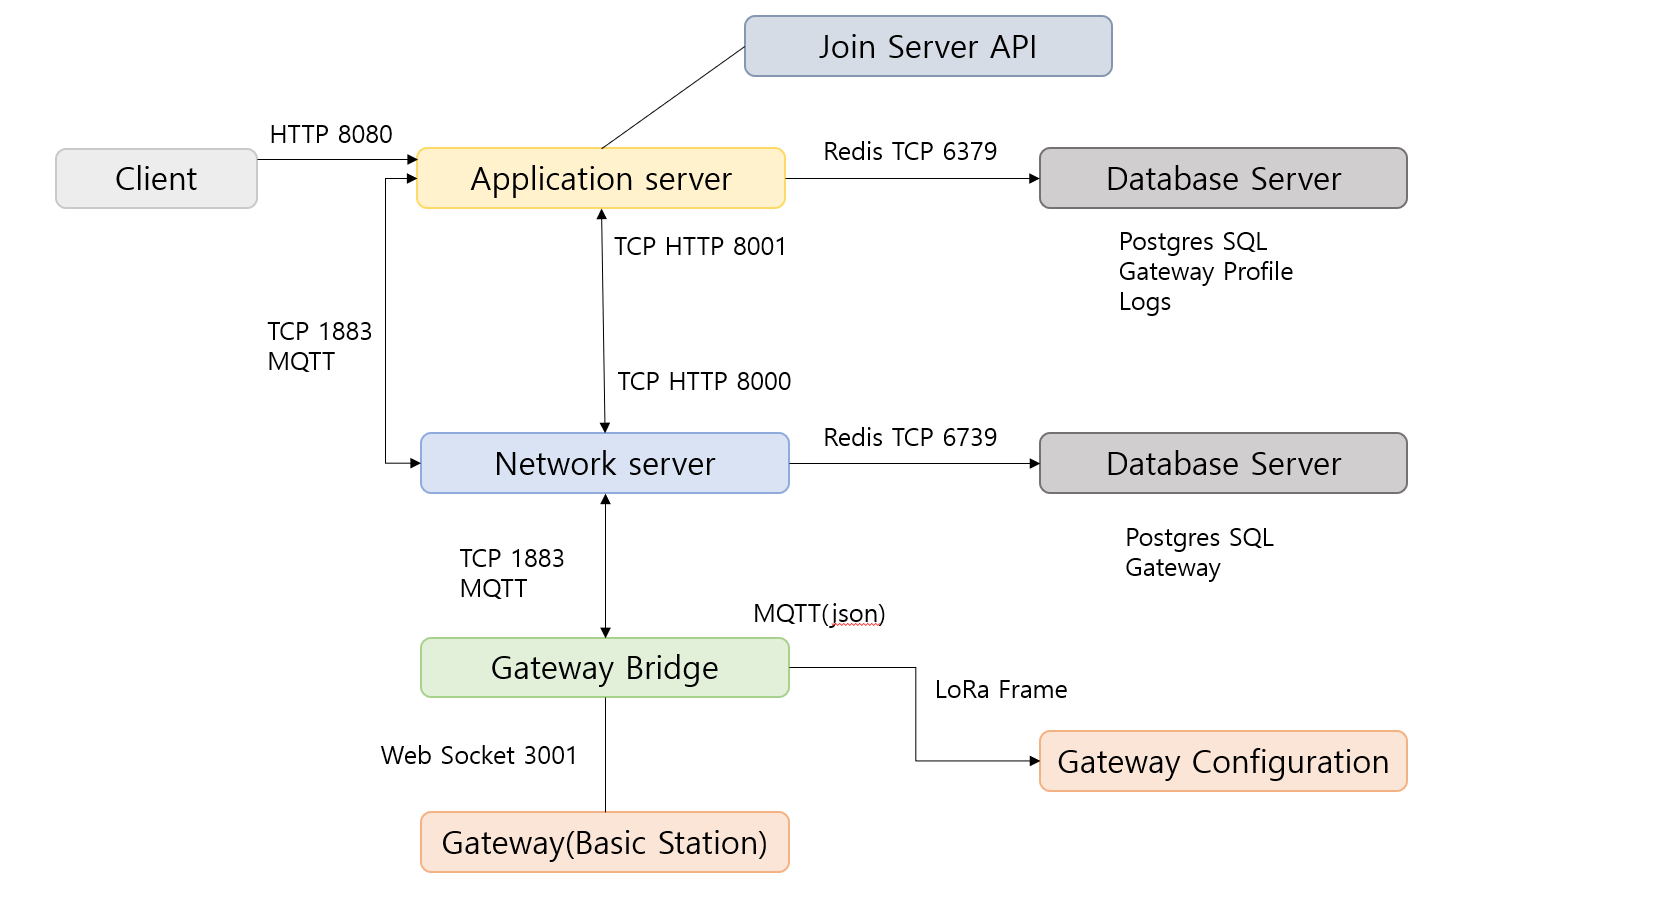 Join Server API
HTTP 8080
Client
Application server
Redis TCP 6379
Database Server
Postgres SQL
Gateway Profile
Logs
TCP HTTP 8001
TCP 1883
MQTT
TCP HTTP 8000
Network server
Redis TCP 6739
Database Server
Postgres SQL
Gateway
TCP 1883
MQTT
MQTT(json)
Gateway Bridge
LoRa Frame
Web Socket 3001
Gateway Configuration
Gateway(Basic Station)